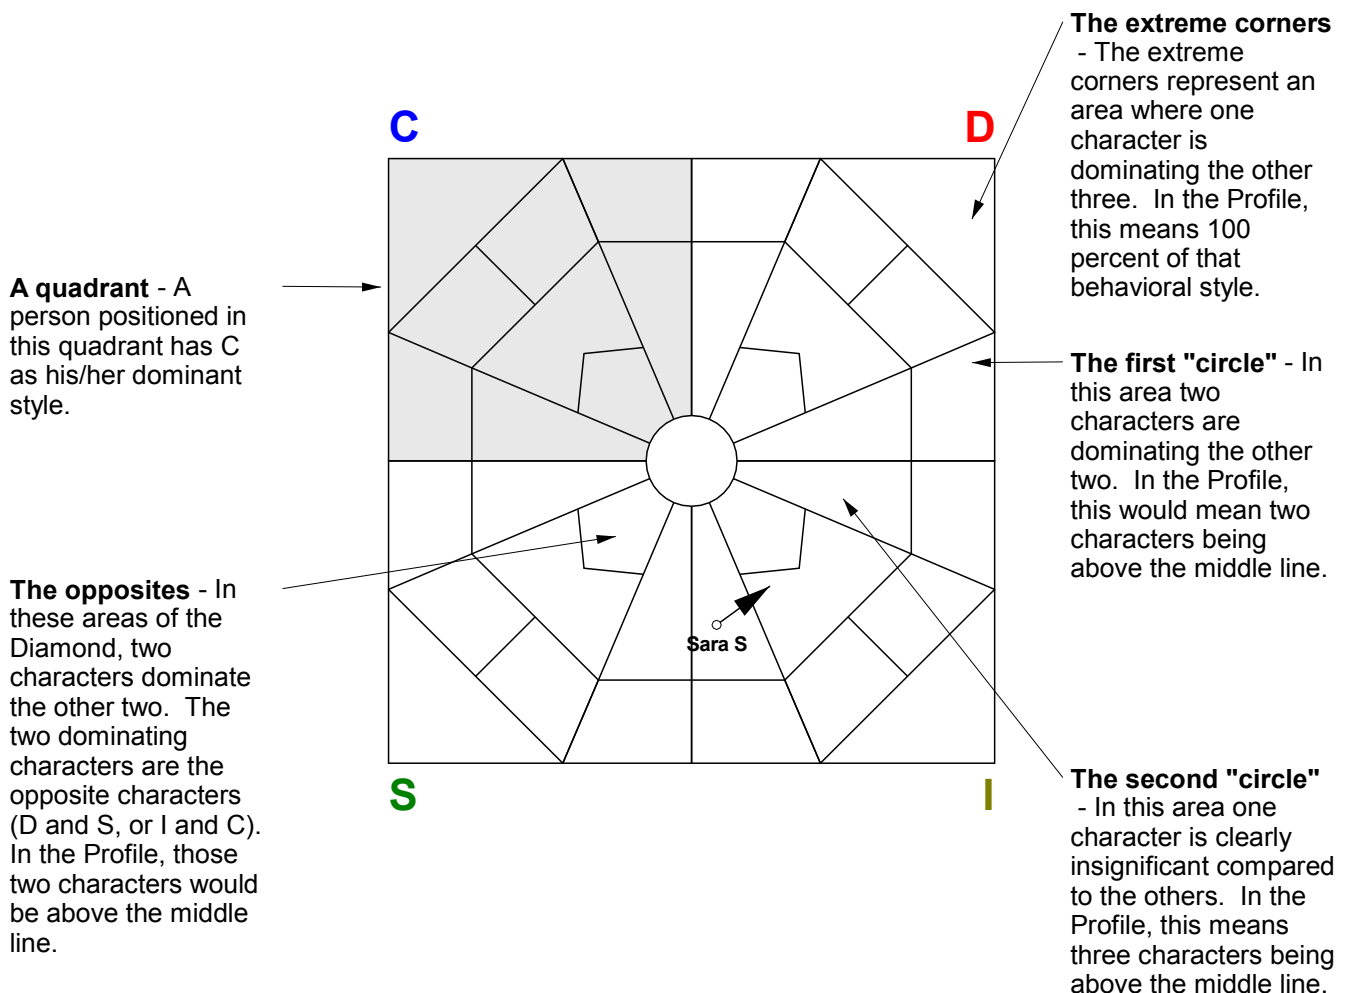 The extreme corners
- The extreme
corners represent an
area where one
character is
dominating the other
three. In the Profile,
this means 100
percent of that
behavioral style.
C
D
A quadrant - A
person positioned in
this quadrant has C
as his/her dominant
style.
The first "circle" - In
this area two
characters are
dominating the other
two. In the Profile,
this would mean two
characters being
above the middle line.
The opposites - In
these areas of the
Diamond, two
characters dominate
the other two. The
two dominating
characters are the
opposite characters
(D and S, or I and C).
In the Profile, those
two characters would
be above the middle
line.
Sara S
S
I
The second "circle"
- In this area one
character is clearly
insignificant compared
to the others. In the
Profile, this means
three characters being
above the middle line.